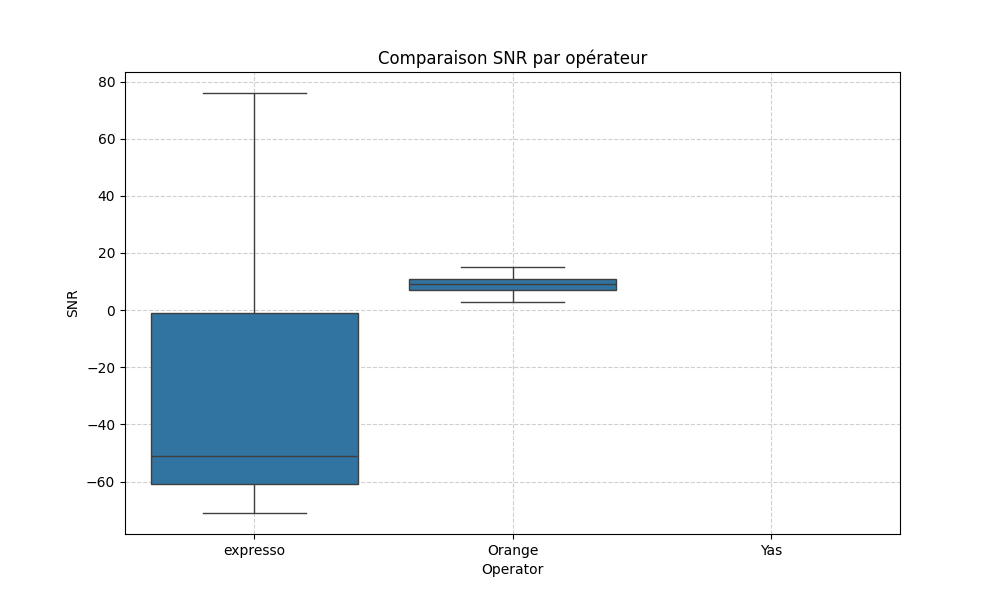 Comparaison SNR par opérateur
80
60
40
20
0
−20
−40
−60
SNR
expresso
Orange
Yas
Operator